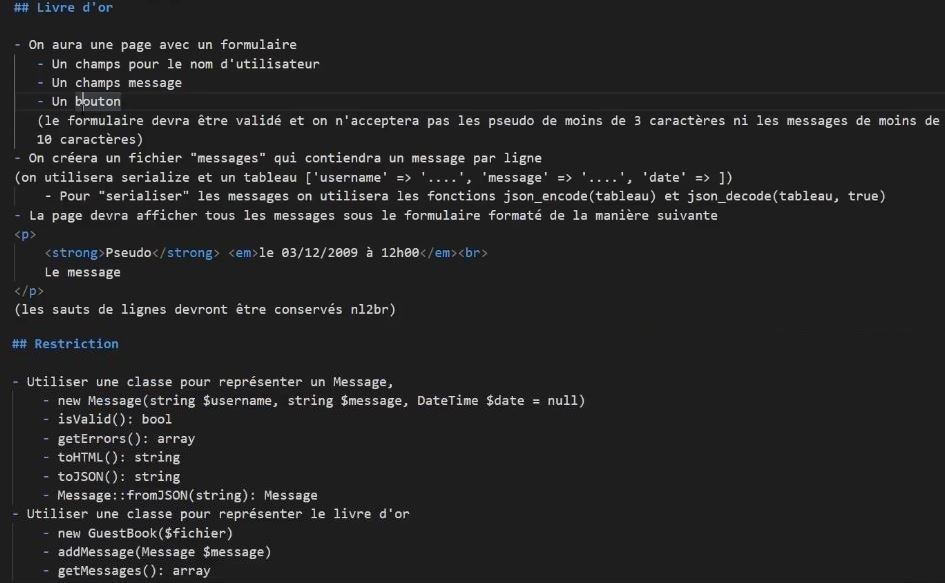 ## Livre d'or
- On aura une page avec un formulaire
- Un champs pour le nom d'utilisateur
- Un champs message
- Un bouton
(le formulaire devra être validé et on n'acceptera pas les pseudo de moins de 3 caractères ni les messages de moins de
10 caractères)
- On créera un fichier "messages" qui contiendra un message par ligne
(on utilisera serialize et un tableau ['username' => '....', 'message' => '....', 'date' => ])
- Pour "serialiser" les messages on utilisera les fonctions json_encode(tableau) et json_decode(tableau, true)
- La page devra afficher tous les messages sous le formulaire formaté de la manière suivante
<p>
<strong>Pseudo</strong> <em>le 03/12/2009 à 12h00</em><br>
Le message
</p>
(les sauts de lignes devront être conservés nl2br)
## Restriction
- Utiliser une classe pour représenter un Message,
- new Message(string $username, string $message, DateTime $date = null)
- isValid(): bool
- getErrors(): array
- toHTML(): string
- toJSON(): string
- Message::fromJSON(string): Message
- Utiliser une classe pour représenter le livre d'or
- new GuestBook($fichier)
- addMessage(Message $message)
- getMessages(): array